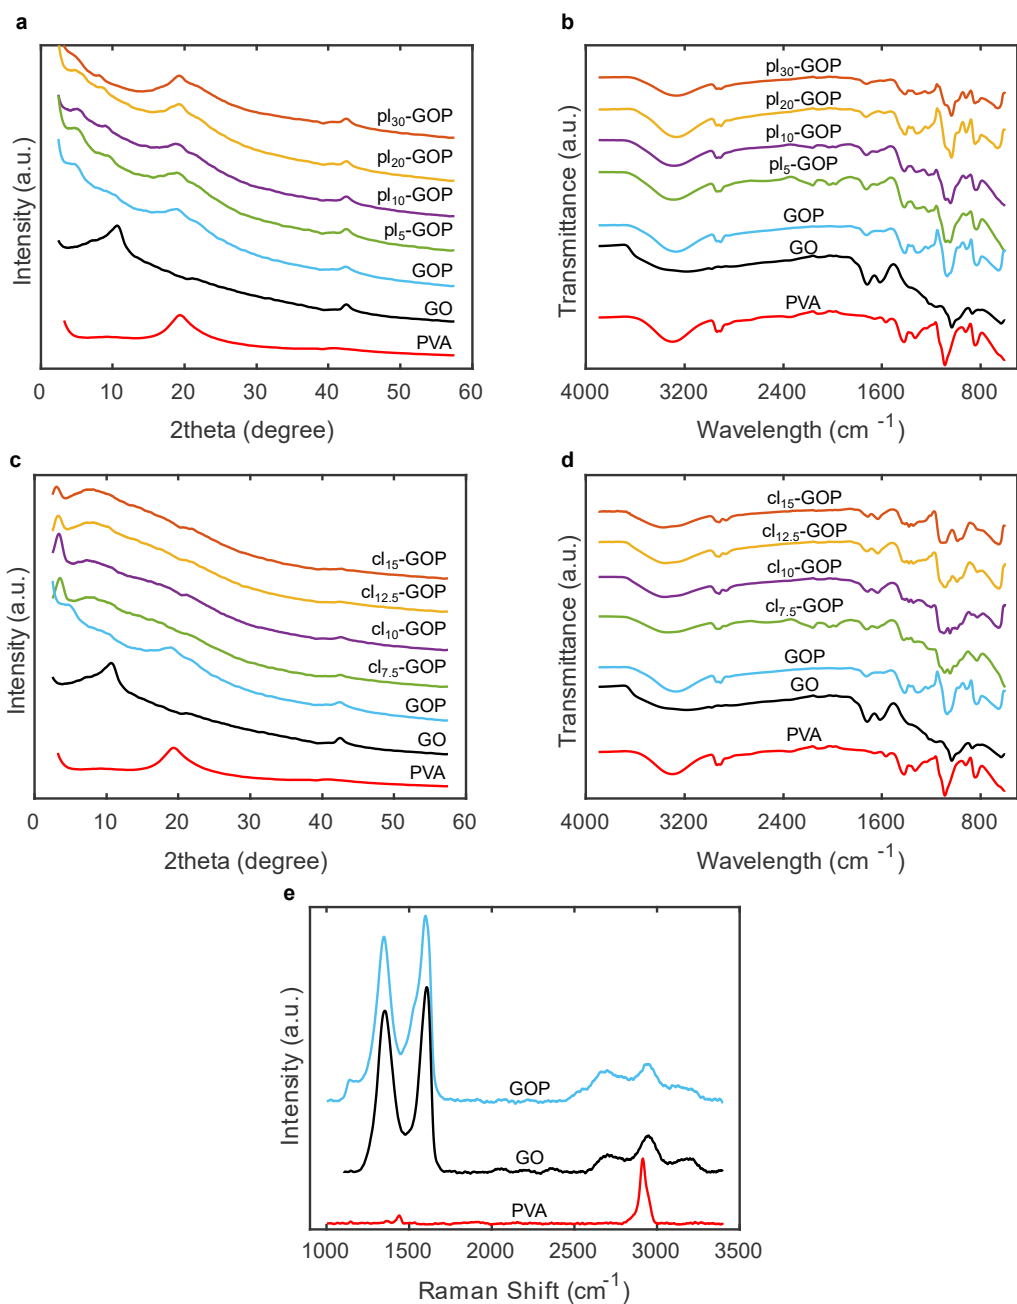 a
Intensity (a.u.)
pl30-GOP
pl20-GOP
pl10-GOP
pl5-GOP
GOP
GO
PVA
0 10 20 30 40 50 60
2theta (degree)
b
Transmittance (a.u.)
pl30-GOP
pl20-GOP
pl10-GOP
pl5-GOP
GOP
GO
PVA
4000 3200 2400 1600 800
Wavelength (cm -1)
c
Intensity (a.u.)
cl15-GOP
cl12.5-GOP
cl10-GOP
cl7.5-GOP
GOP
GO
PVA
0 10 20 30 40 50 60
2theta (degree)
d
Transmittance (a.u.)
cl15-GOP
cl12.5-GOP
cl10-GOP
cl7.5-GOP
GOP
GO
PVA
4000 3200 2400 1600 800
Wavelength (cm -1)
e
Intensity (a.u.)
GOP
GO
PVA
1000 1500 2000 2500 3000 3500
Raman Shift (cm-1)